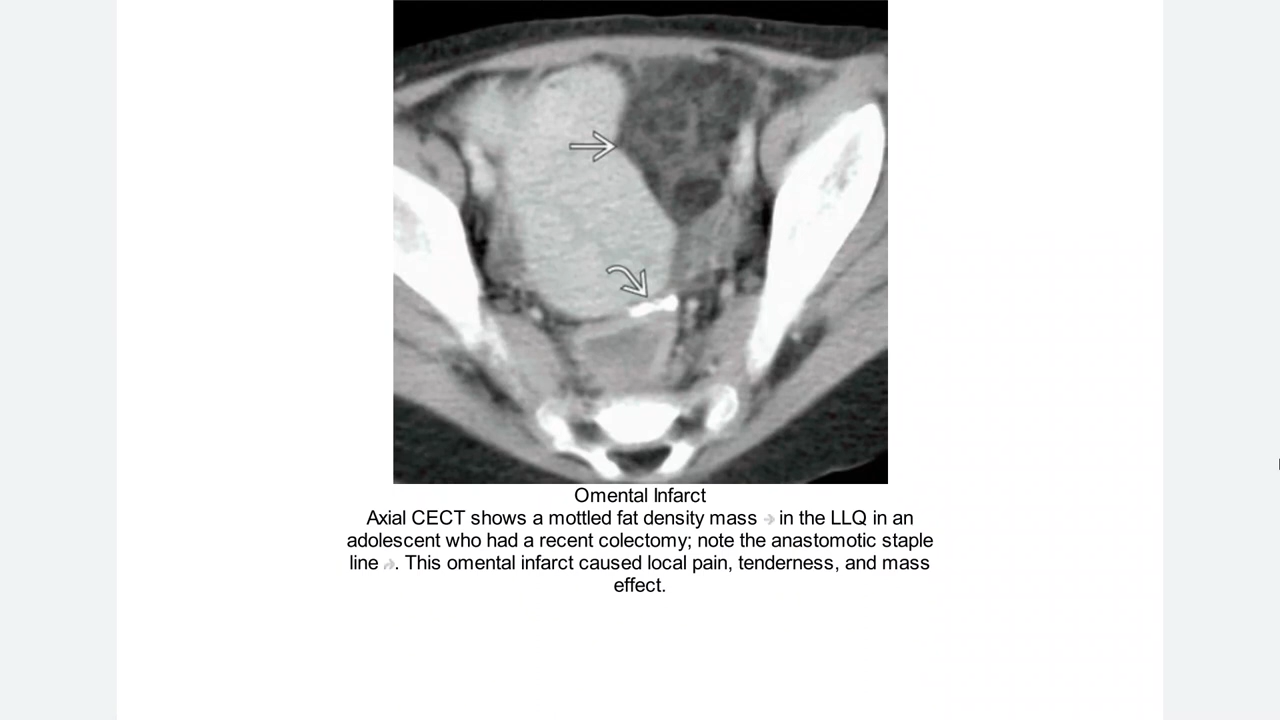 Omental Infarct
Axial CECT shows a mottled fat density mass in the LLQ in an
adolescent who had a recent colectomy; note the anastomotic staple
line . This omental infarct caused local pain, tenderness, and mass
effect.